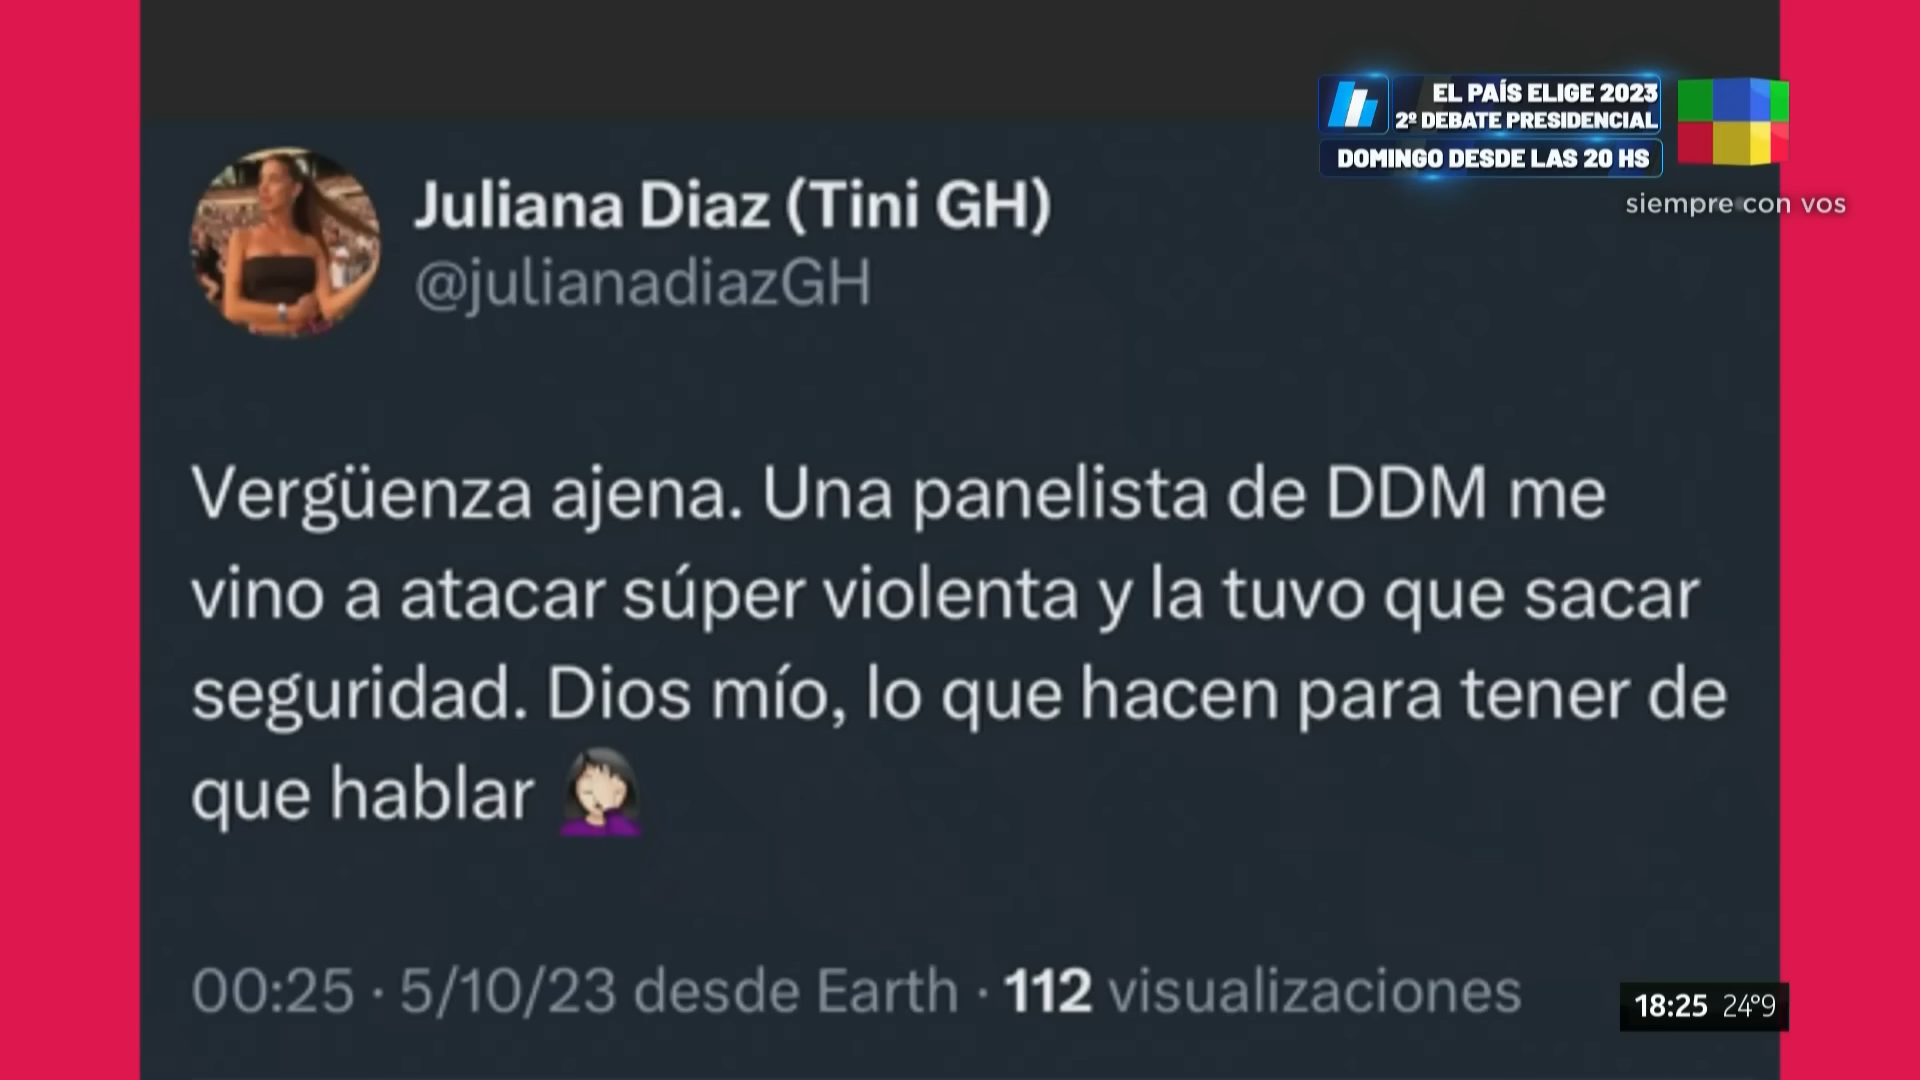 EL PAÍS ELIGE 2023
2º DEBATE PRESIDENCIAL
DOMINGO DESDE LAS 20 HS
siempre con vos
Juliana Diaz (Tini GH)
@julianadiazGH
Vergüenza ajena. Una panelista de DDM me
vino a atacar súper violenta y la tuvo que sacar
seguridad. Dios mío, lo que hacen para tener de
que hablar 🤦🏻‍♀️
00:25 · 5/10/23 desde Earth · 112 visualizaciones
18:25 24°9